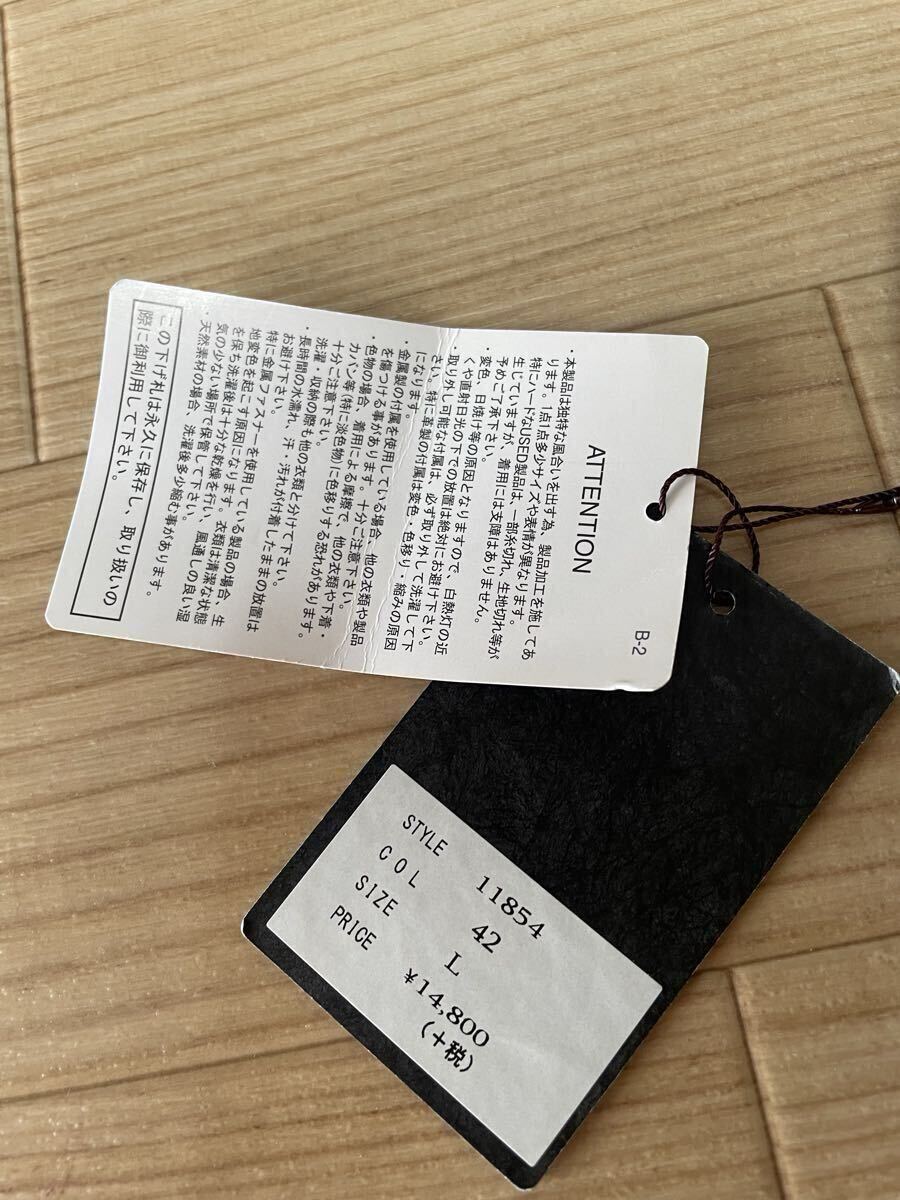 B-2
ATTENTION
・本製品は独特な風合いを出す為、製品加工を施してあ
ります。1点1点多少サイズや表情が異なります。
特にハードなUSED製品は、一部糸切れ、生地切れ等が
生じていますが、着用には支障はありません。
予めご了承下さい。
・変色、日焼け等の原因となりますので、白熱灯の近
くや直射日光の下での放置は絶対にお避け下さい。
・取り外し可能な付属は、必ず取り外して洗濯して下
さい。特に革製の付属は変色・色移り・縮みの原因
になります。
・金属製の付属を使用している場合、他の衣類や製品
を傷つける事があります。十分ご注意下さい。
・色物の場合、着用による摩擦で、他の衣類や下着・
カバン等(特に淡色物)に色移りする恐れがあります。
十分ご注意下さい。
・洗濯・収納の際も他の衣類と分けて下さい。
・長時間の水濡れ、汗・汚れが付着したままの放置は
お避け下さい。
特に金属ファスナーを使用している製品の場合、生
地変色を起こす原因になります。衣類は清潔な状態
を保ち洗濯後は十分な乾燥を行い、風通しの良い湿
気の少ない場所で保管して下さい。
・天然素材の場合、洗濯後多少縮む事があります。
この下げ札は永久に保存し、取り扱いの
際に御利用して下さい。
STYLE 11854
COL 42
SIZE L
PRICE ¥14,800
(+税)